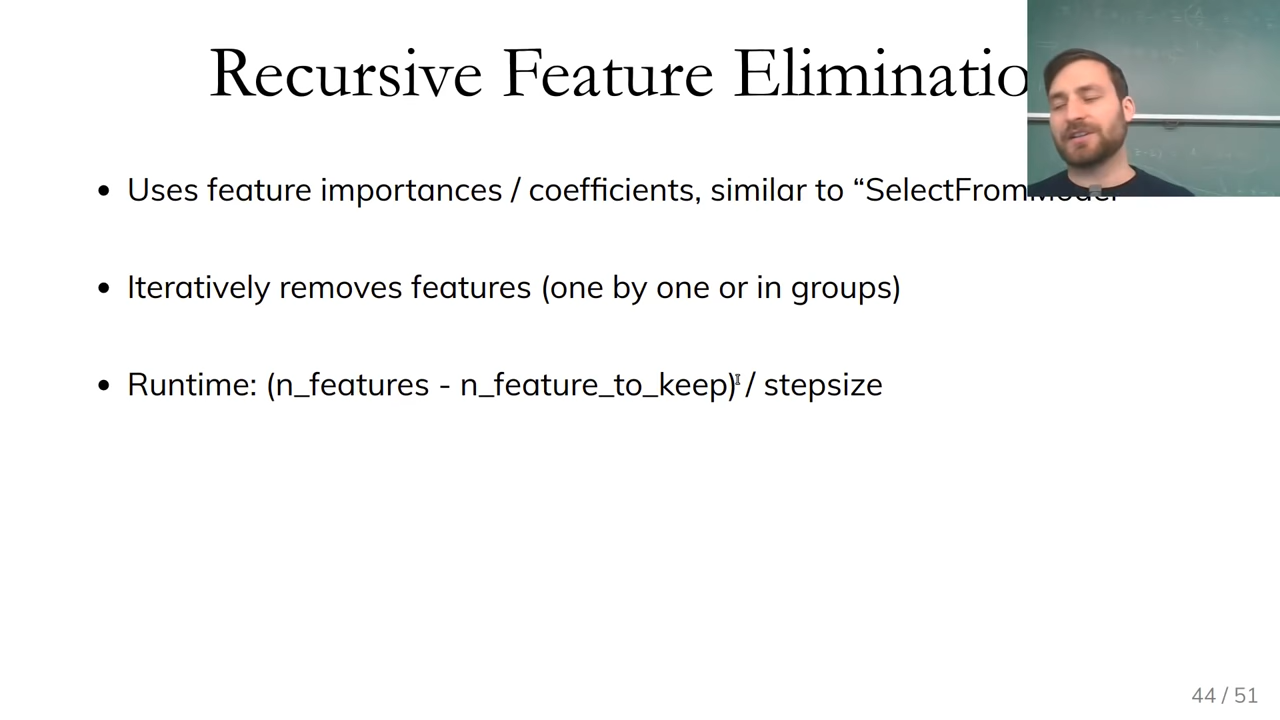 Recursive Feature Eliminatio
• Uses feature importances / coefficients, similar to “SelectFromModel
• Iteratively removes features (one by one or in groups)
• Runtime: (n_features - n_feature_to_keep) / stepsize
44 / 51